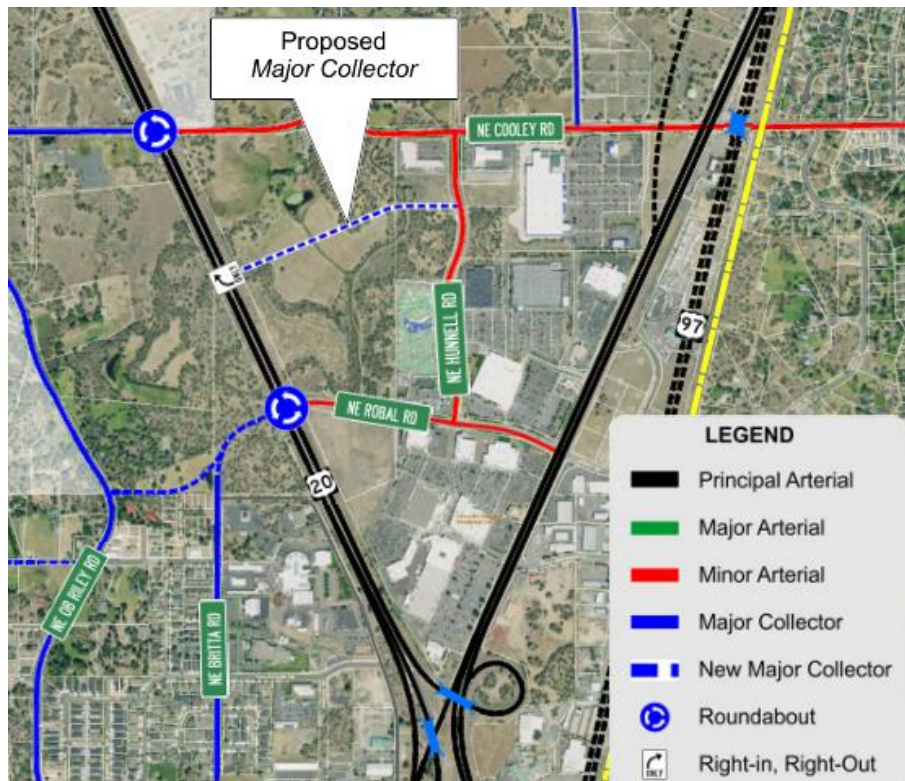 Proposed
Major Collector
NE COOLEY RD
ONLY
NE HUNNELL RD
97
NE ROBAL RD
20
NE OB RILEY RD
NE BRITTA RD
LEGEND
Principal Arterial
Major Arterial
Minor Arterial
Major Collector
New Major Collector
Roundabout
ONLY
Right-in, Right-Out